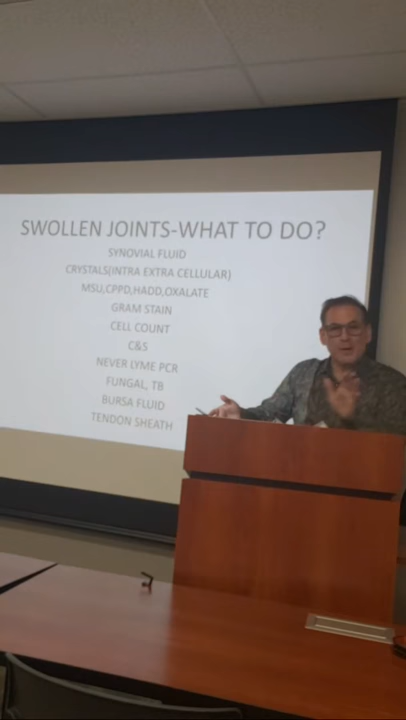 SWOLLEN JOINTS-WHAT TO DO?
SYNOVIAL FLUID
CRYSTALS(INTRA EXTRA CELLULAR)
MSU,CPPD,HADD,OXALATE
GRAM STAIN
CELL COUNT
C&S
NEVER LYME PCR
FUNGAL, TB
BURSA FLUID
TENDON SHEATH